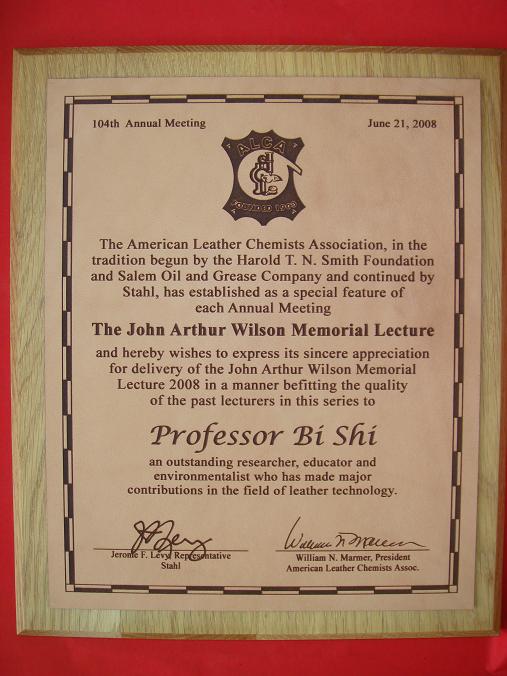 104th Annual Meeting
June 21, 2008
ALCA
FOUNDED 1903
The American Leather Chemists Association, in the
tradition begun by the Harold T. N. Smith Foundation
and Salem Oil and Grease Company and continued by
Stahl, has established as a special feature of
each Annual Meeting
The John Arthur Wilson Memorial Lecture
and hereby wishes to express its sincere appreciation
for delivery of the John Arthur Wilson Memorial
Lecture 2008 in a manner befitting the quality
of the past lecturers in this series to
Professor Bi Shi
an outstanding researcher, educator and
environmentalist who has made major
contributions in the field of leather technology.
William N. Marmer
Jerome F. Levy, Representative
Stahl
William N. Marmer, President
American Leather Chemists Assoc.